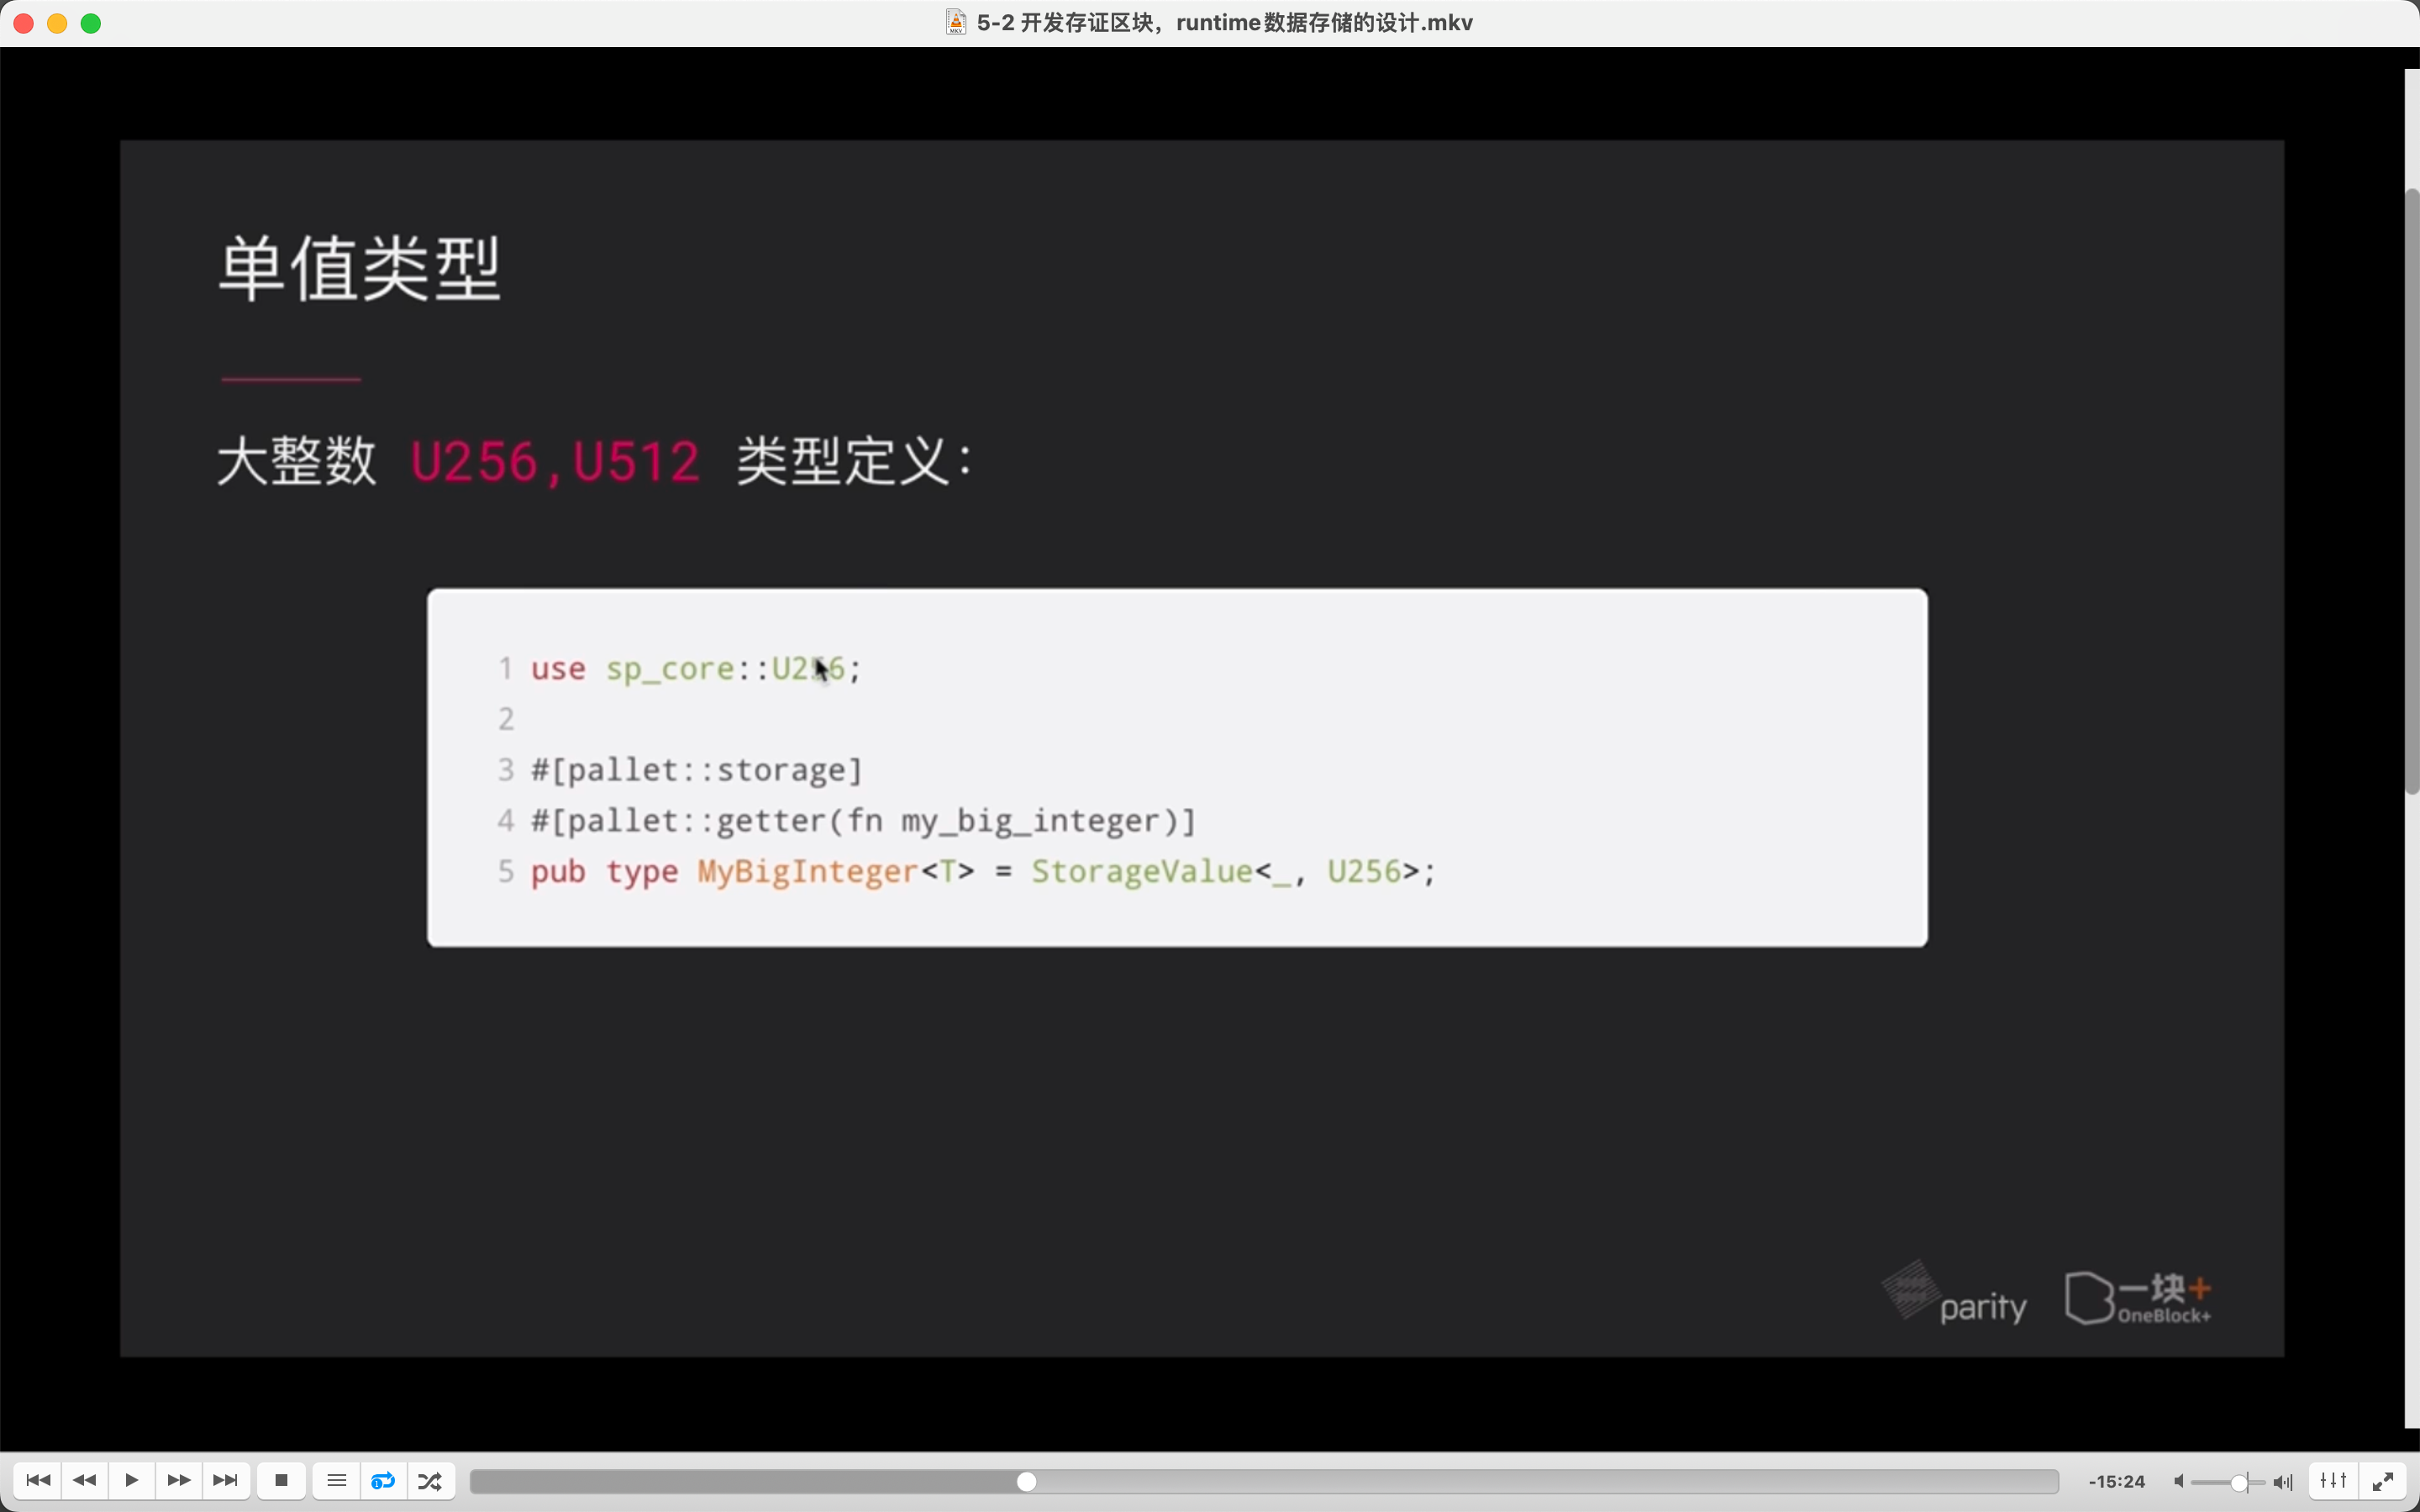 5-2 开发存证区块，runtime数据存储的设计.mkv
单值类型
大整数 U256,U512 类型定义：
1 use sp_core::U256;
2
3 #[pallet::storage]
4 #[pallet::getter(fn my_big_integer)]
5 pub type MyBigInteger<T> = StorageValue<_, U256>;
parity
一块+
OneBlock+
-15:24